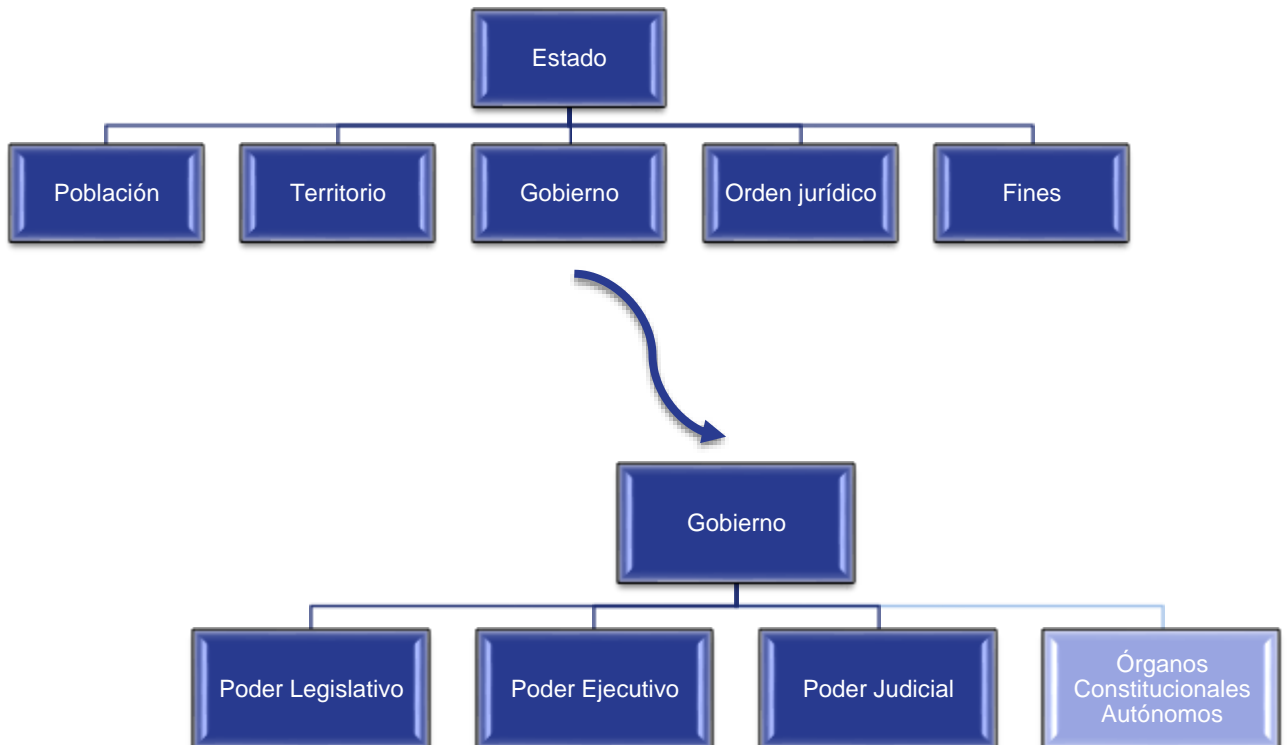 Estado
Población
Territorio
Gobierno
Orden jurídico
Fines
Gobierno
Poder Legislativo
Poder Ejecutivo
Poder Judicial
Órganos
Constitucionales
Autónomos